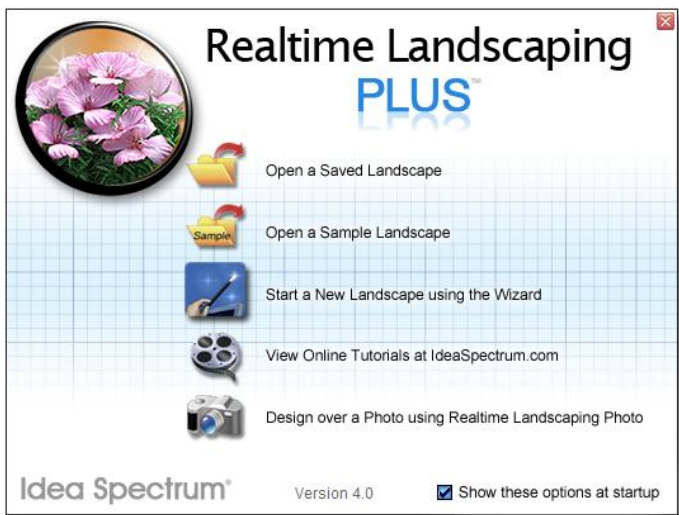 Realtime Landscaping
PLUS™
Open a Saved Landscape
Sample
Open a Sample Landscape
Start a New Landscape using the Wizard
View Online Tutorials at IdeaSpectrum.com
Design over a Photo using Realtime Landscaping Photo
Idea Spectrum®
Version 4.0
Show these options at startup